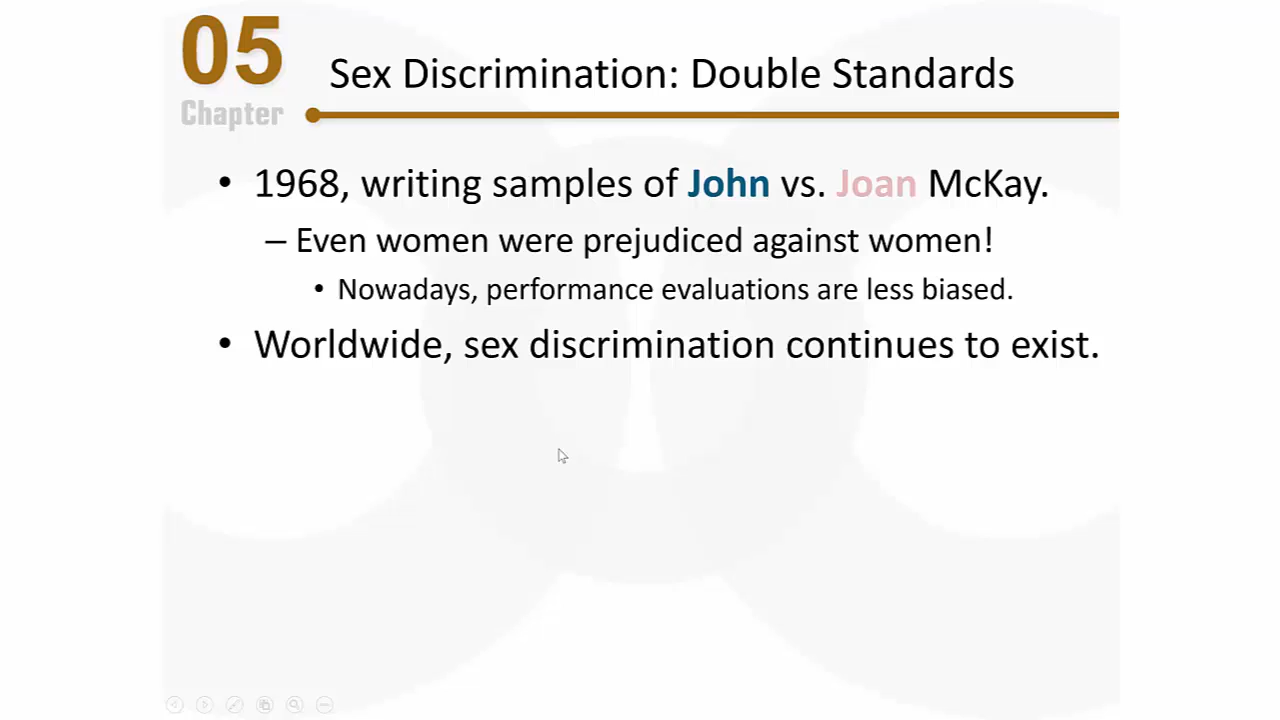 05
Chapter
Sex Discrimination: Double Standards
• 1968, writing samples of John vs. Joan McKay.
– Even women were prejudiced against women!
• Nowadays, performance evaluations are less biased.
• Worldwide, sex discrimination continues to exist.